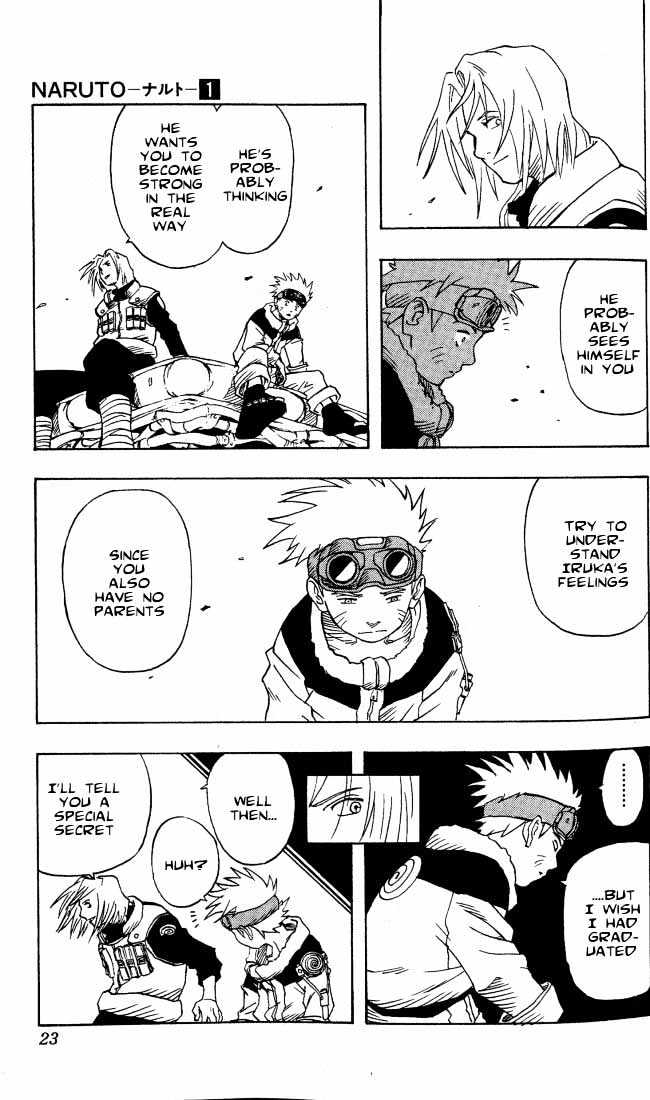 NARUTO—ナルト—1
HE
PROB-
ABLY
SEES
HIMSELF
IN YOU
HE'S
PROB-
ABLY
THINKING
HE
WANTS
YOU TO
BECOME
STRONG
IN THE
REAL
WAY
TRY TO
UNDER-
STAND
IRUKA'S
FEELINGS
SINCE
YOU
ALSO
HAVE NO
PARENTS
........
....BUT
I WISH
I HAD
GRAD-
UATED
WELL
THEN...
HUH?
I'LL TELL
YOU A
SPECIAL
SECRET
23